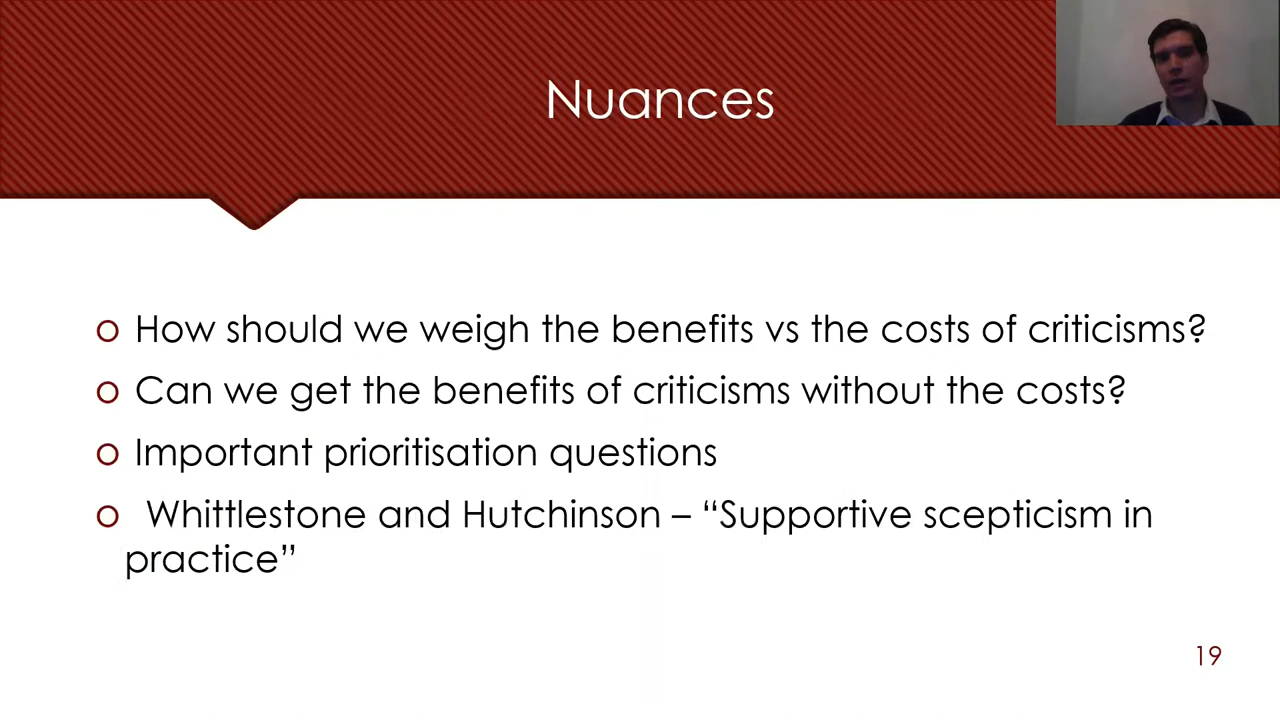 Nuances
o How should we weigh the benefits vs the costs of criticisms?
o Can we get the benefits of criticisms without the costs?
o Important prioritisation questions
o Whittlestone and Hutchinson – “Supportive scepticism in
practice”
19